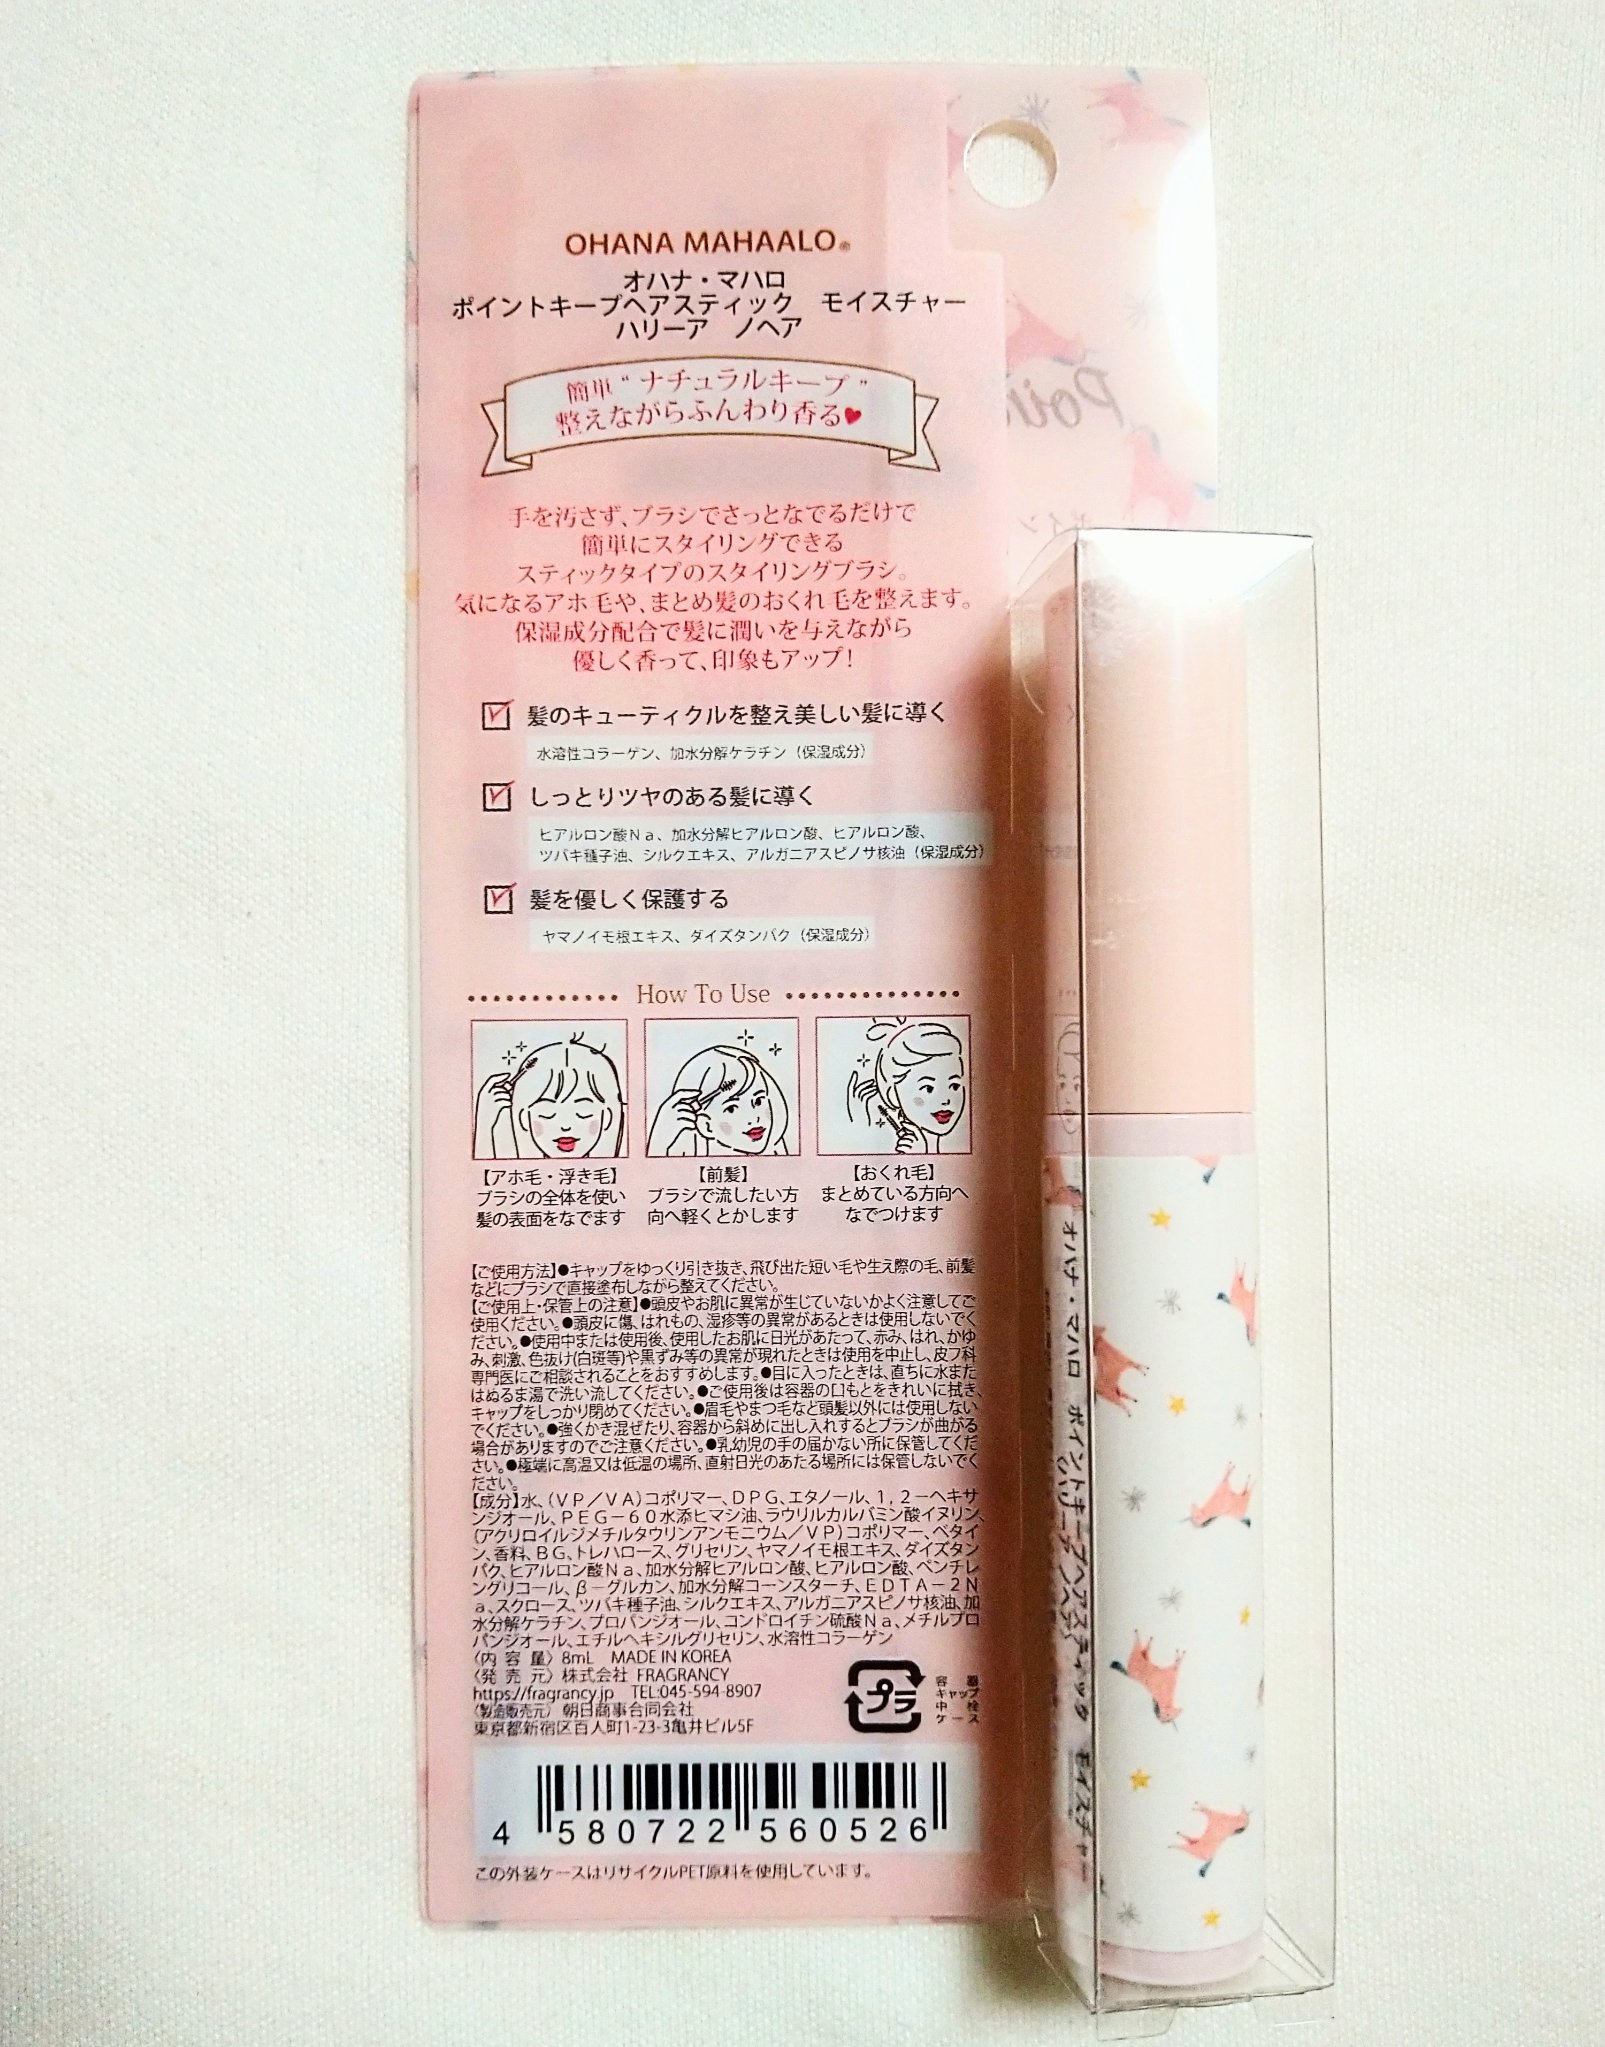 OHANA MAHAALO®
オハナ・マハロ
ポイントキープヘアスティック　モイスチャー
ハリーア　ノヘア
簡単“ナチュラルキープ”
整えながらふんわり香る♥
手を汚さず、ブラシでさっとなでるだけで
簡単にスタイリングできる
スティックタイプのスタイリングブラシ。
気になるアホ毛や、まとめ髪のおくれ毛を整えます。
保湿成分配合で髪に潤いを与えながら
優しく香って、印象もアップ!
髪のキューティクルを整え美しい髪に導く
水溶性コラーゲン、加水分解ケラチン（保湿成分）
しっとりツヤのある髪に導く
ヒアルロン酸Ｎａ、加水分解ヒアルロン酸、ヒアルロン酸、
ツバキ種子油、シルクエキス、アルガニアスピノサ核油（保湿成分）
髪を優しく保護する
ヤマノイモ根エキス、ダイズタンパク（保湿成分）
How To Use
【アホ毛・浮き毛】
ブラシの全体を使い
髪の表面をなでます
【前髪】
ブラシで流したい方
向へ軽くとかします
【おくれ毛】
まとめている方向へ
なでつけます
【ご使用方法】●キャップをゆっくり引き抜き、飛び出た短い毛や生え際の毛、前髪
などにブラシで直接塗布しながら整えてください。
【ご使用上・保管上の注意】●頭皮やお肌に異常が生じていないかよく注意してご
使用ください。●頭皮に傷、はれもの、湿疹等の異常があるときは使用しないでく
ださい。●使用中または使用後、使用したお肌に日光があたって、赤み、はれ、かゆ
み、刺激、色抜け(白斑等)や黒ずみ等の異常が現れたときは使用を中止し、皮フ科
専門医にご相談されることをおすすめします。●目に入ったときは、直ちに水また
はぬるま湯で洗い流してください。●ご使用後は容器の口もとをきれいに拭き、
キャップをしっかり閉めてください。●眉毛やまつ毛など頭髪以外には使用しない
でください。●強くかき混ぜたり、容器から斜めに出し入れするとブラシが曲がる
場合がありますのでご注意ください。●乳幼児の手の届かない所に保管してくだ
さい。●極端に高温又は低温の場所、直射日光のあたる場所には保管しないでく
ださい。
【成分】水、（ＶＰ／ＶＡ）コポリマー、ＤＰＧ、エタノール、１，２－ヘキサ
ンジオール、ＰＥＧ－６０水添ヒマシ油、ラウリルカルバミン酸イヌリン、
（アクリロイルジメチルタウリンアンモニウム／ＶＰ）コポリマー、ベタイ
ン、香料、ＢＧ、トレハロース、グリセリン、ヤマノイモ根エキス、ダイズタン
パク、ヒアルロン酸Ｎａ、加水分解ヒアルロン酸、ヒアルロン酸、ペンチレ
ングリコール、β－グルカン、加水分解コーンスターチ、ＥＤＴＡ－２Ｎ
ａ、スクロース、ツバキ種子油、シルクエキス、アルガニアスピノサ核油、加
水分解ケラチン、プロパンジオール、コンドロイチン硫酸Ｎａ、メチルプロ
パンジオール、エチルヘキシルグリセリン、水溶性コラーゲン
〈内 容 量〉8mL　MADE IN KOREA
〈発 売 元〉株式会社 FRAGRANCY
https://fragrancy.jp　TEL:045-594-8907
〈製造販売元〉朝日商事合同会社
東京都新宿区百人町1-23-3亀井ビル5F
プラ
容器
キャップ
中栓
ケース
4 580722 560526
この外装ケースはリサイクルPET原料を使用しています。
Poin
オハナ・マハロ　ポイントキープヘアスティック　モイスチャー